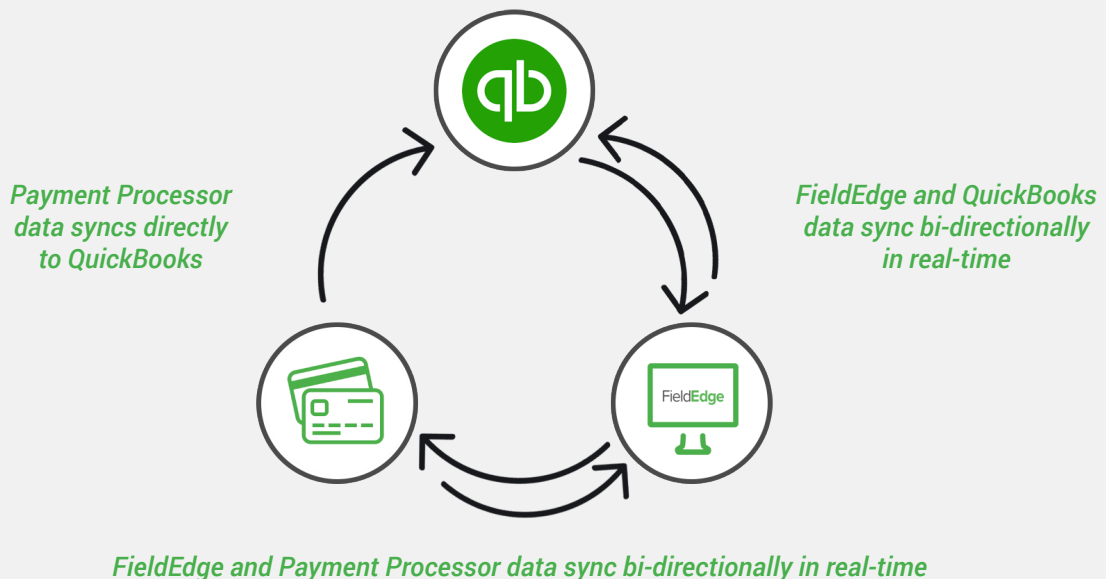 qb
Payment Processor
data syncs directly
to QuickBooks
FieldEdge and QuickBooks
data sync bi-directionally
in real-time
FieldEdge
FieldEdge and Payment Processor data sync bi-directionally in real-time